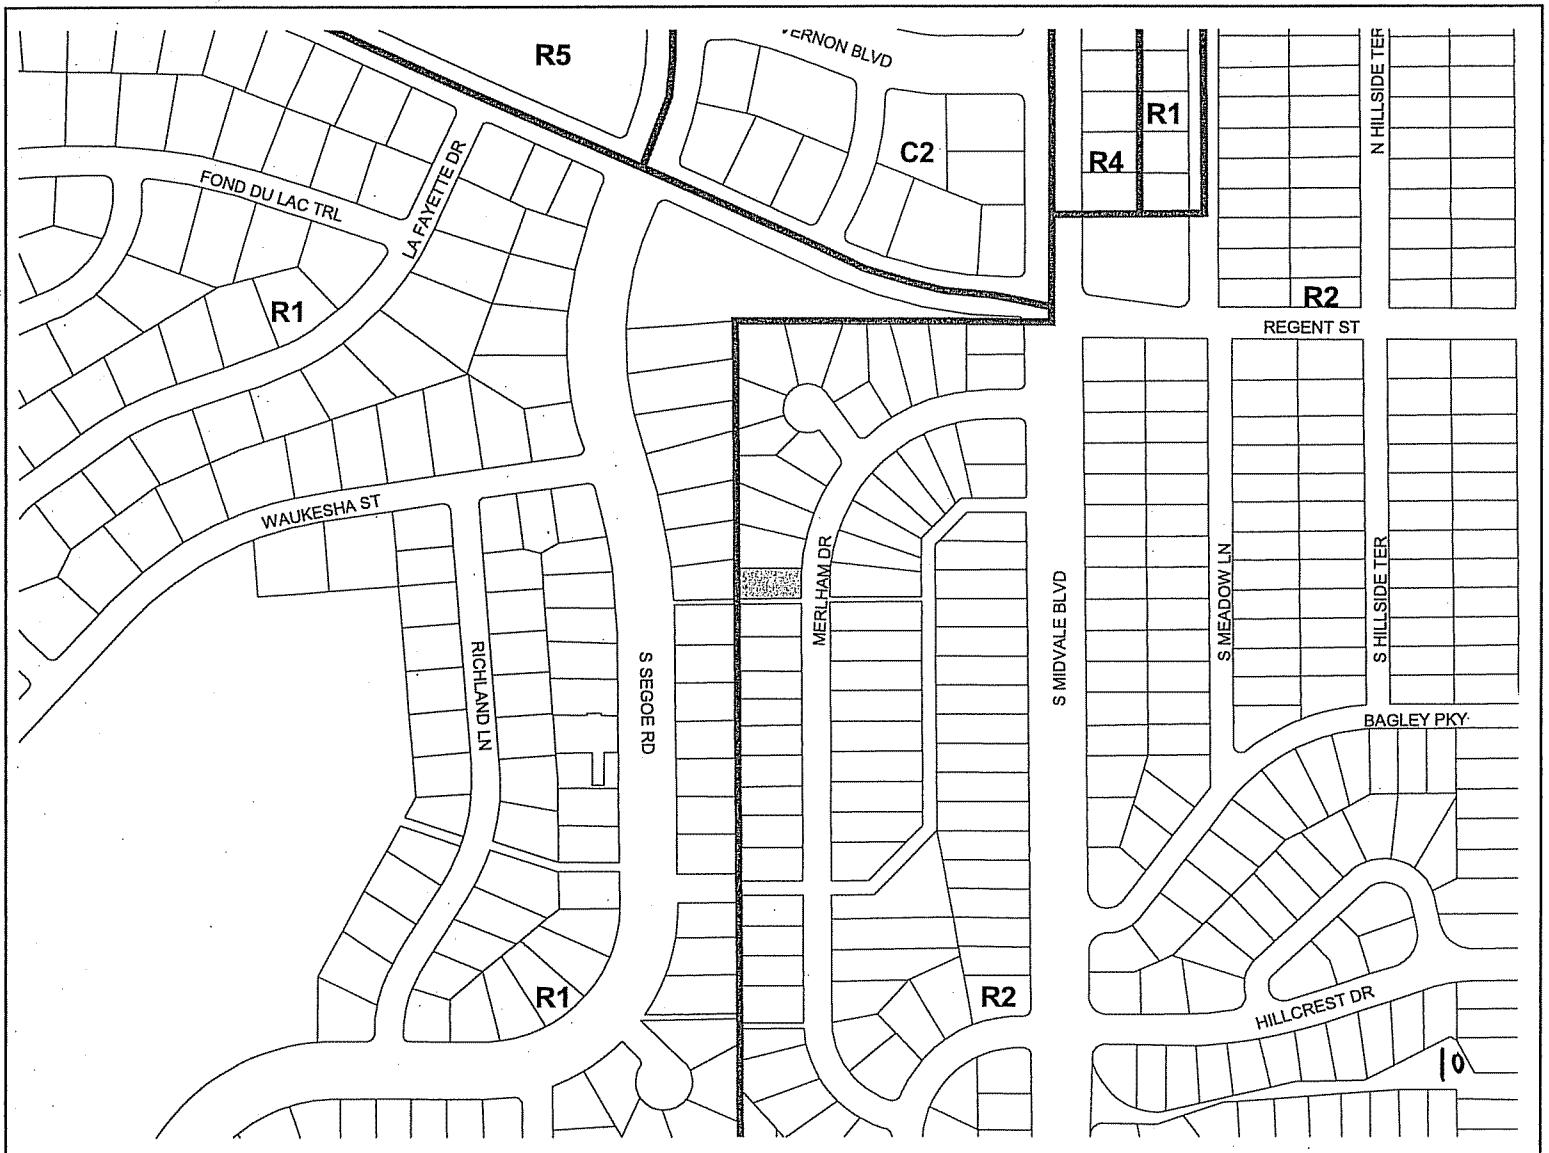 R5
VERNON BLVD
N HILLSIDE TER
R1
C2
R4
LA FAYETTE DR
FOND DU LAC TRL
R1
R2
REGENT ST
WAUKESHA ST
MERLHAM DR
S MIDVALE BLVD
S MEADOW LN
S HILLSIDE TER
RICHLAND LN
S SEGOE RD
BAGLEY PKY
R1
R2
HILLCREST DR
10